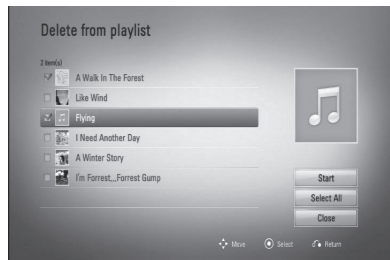 Delete from playlist
2 item(s)
A Walk In The Forest
Like Wind
Flying
I Need Another Day
A Winter Story
I'm Forrest,,,Forrest Gump
Start
Select All
Close
Move Select Return